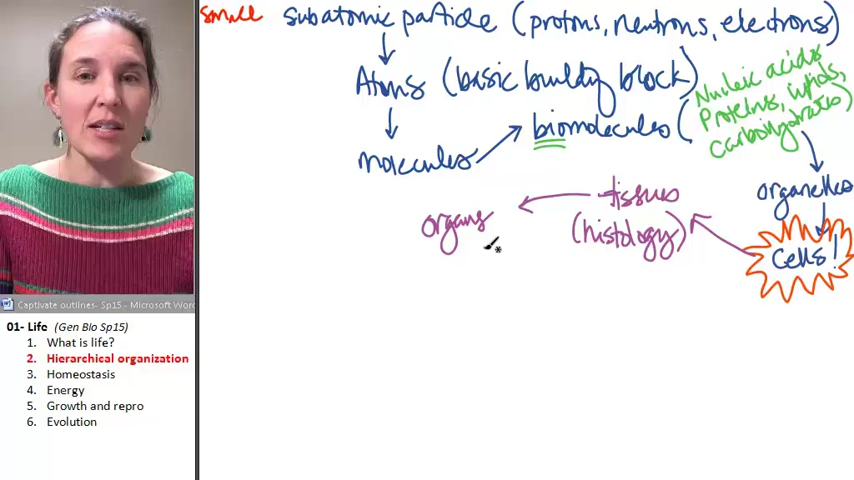 small subatomic particle (protons, neutrons, electrons)
Atoms (basic building block)
molecules
biomolecules (Nucleic acids
Proteins, lipids,
carbohydrates)
organelles
Cells!
tissues
(histology)
organs
Captivate outlines- Sp15 - Microsoft Word
01- Life (Gen Bio Sp15)
1. What is life?
2. Hierarchical organization
3. Homeostasis
4. Energy
5. Growth and repro
6. Evolution